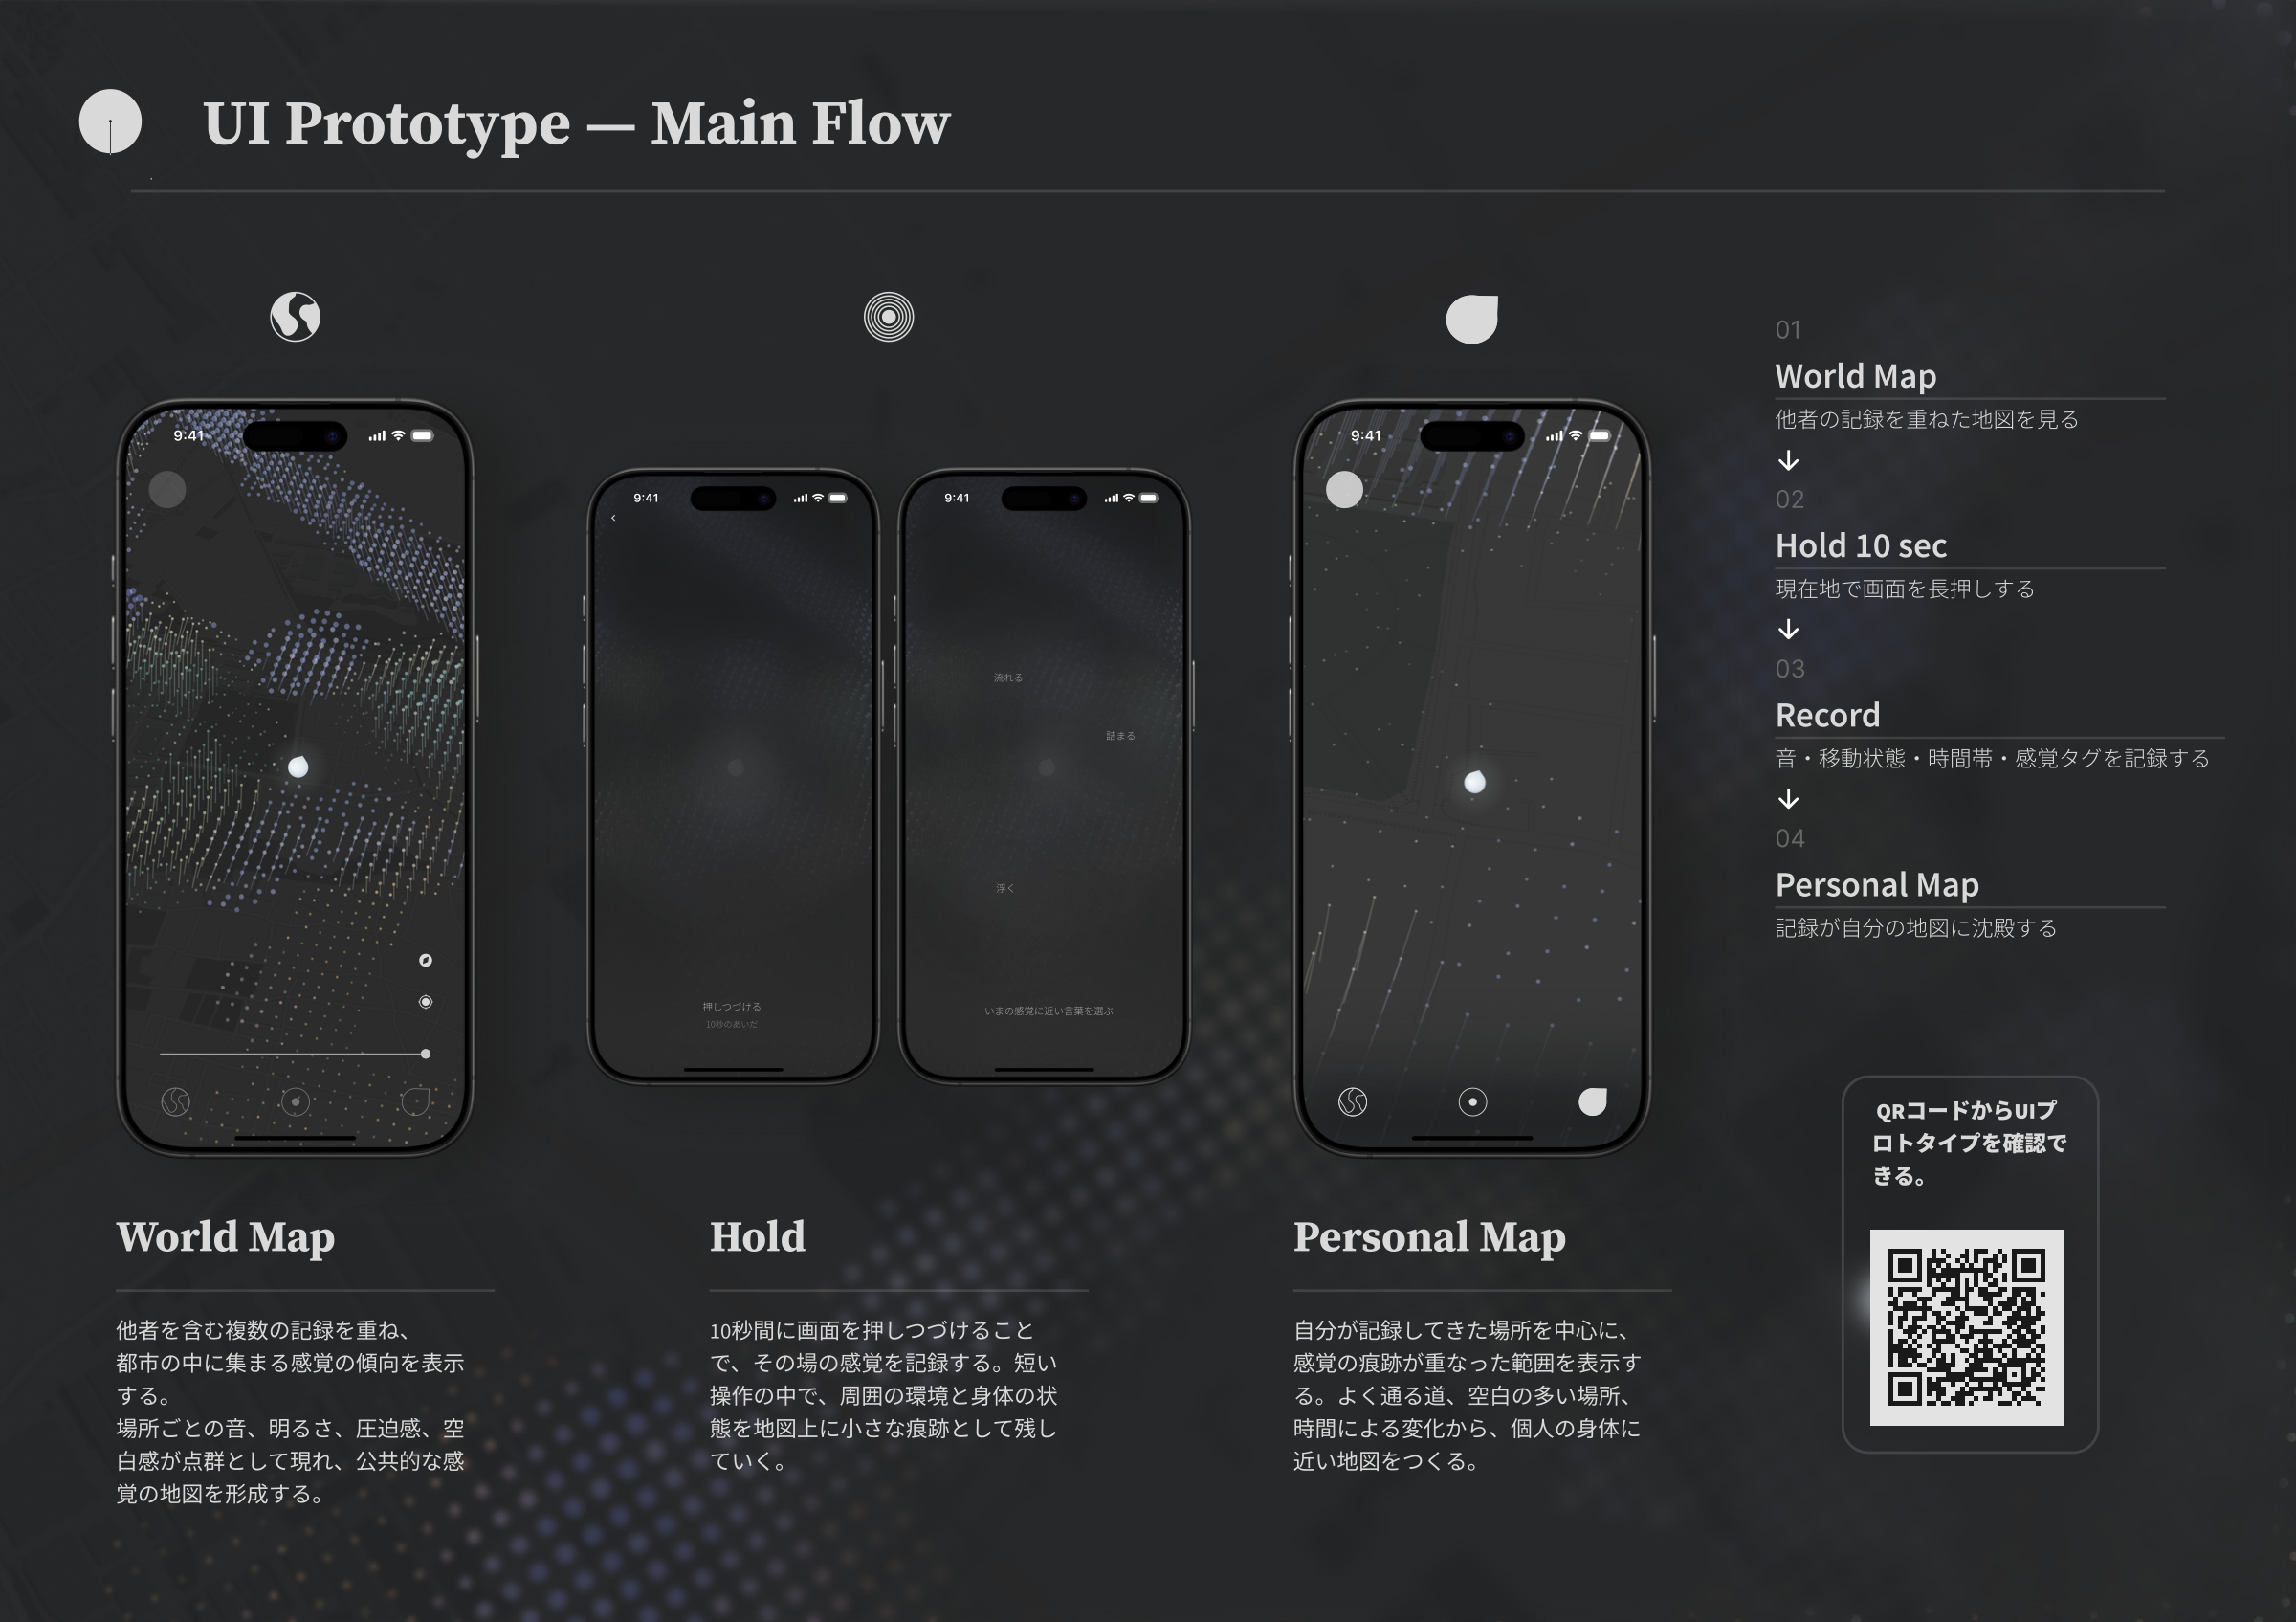 UI Prototype — Main Flow
9:41
9:41
押しつづける
10秒のあいだ
9:41
流れる
詰まる
浮く
いまの感覚に近い言葉を選ぶ
9:41
01
World Map
他者の記録を重ねた地図を見る
↓
02
Hold 10 sec
現在地で画面を長押しする
↓
03
Record
音・移動状態・時間帯・感覚タグを記録する
↓
04
Personal Map
記録が自分の地図に沈殿する
World Map
他者を含む複数の記録を重ね、
都市の中に集まる感覚の傾向を表示
する。
場所ごとの音、明るさ、圧迫感、空
白感が点群として現れ、公共的な感
覚の地図を形成する。
Hold
10秒間に画面を押しつづけること
で、その場の感覚を記録する。短い
操作の中で、周囲の環境と身体の状
態を地図上に小さな痕跡として残し
ていく。
Personal Map
自分が記録してきた場所を中心に、
感覚の痕跡が重なった範囲を表示す
る。よく通る道、空白の多い場所、
時間による変化から、個人の身体に
近い地図をつくる。
QRコードからUIプ
ロトタイプを確認で
きる。